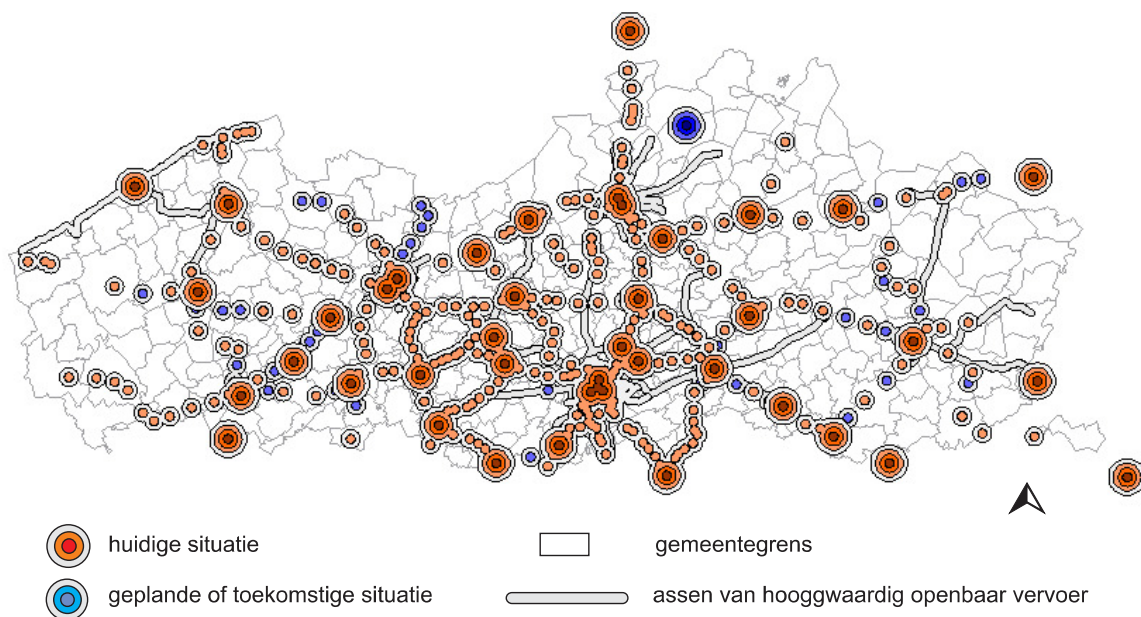 huidige situatie
gemeentegrens
geplande of toekomstige situatie
assen van hooggwaardig openbaar vervoer